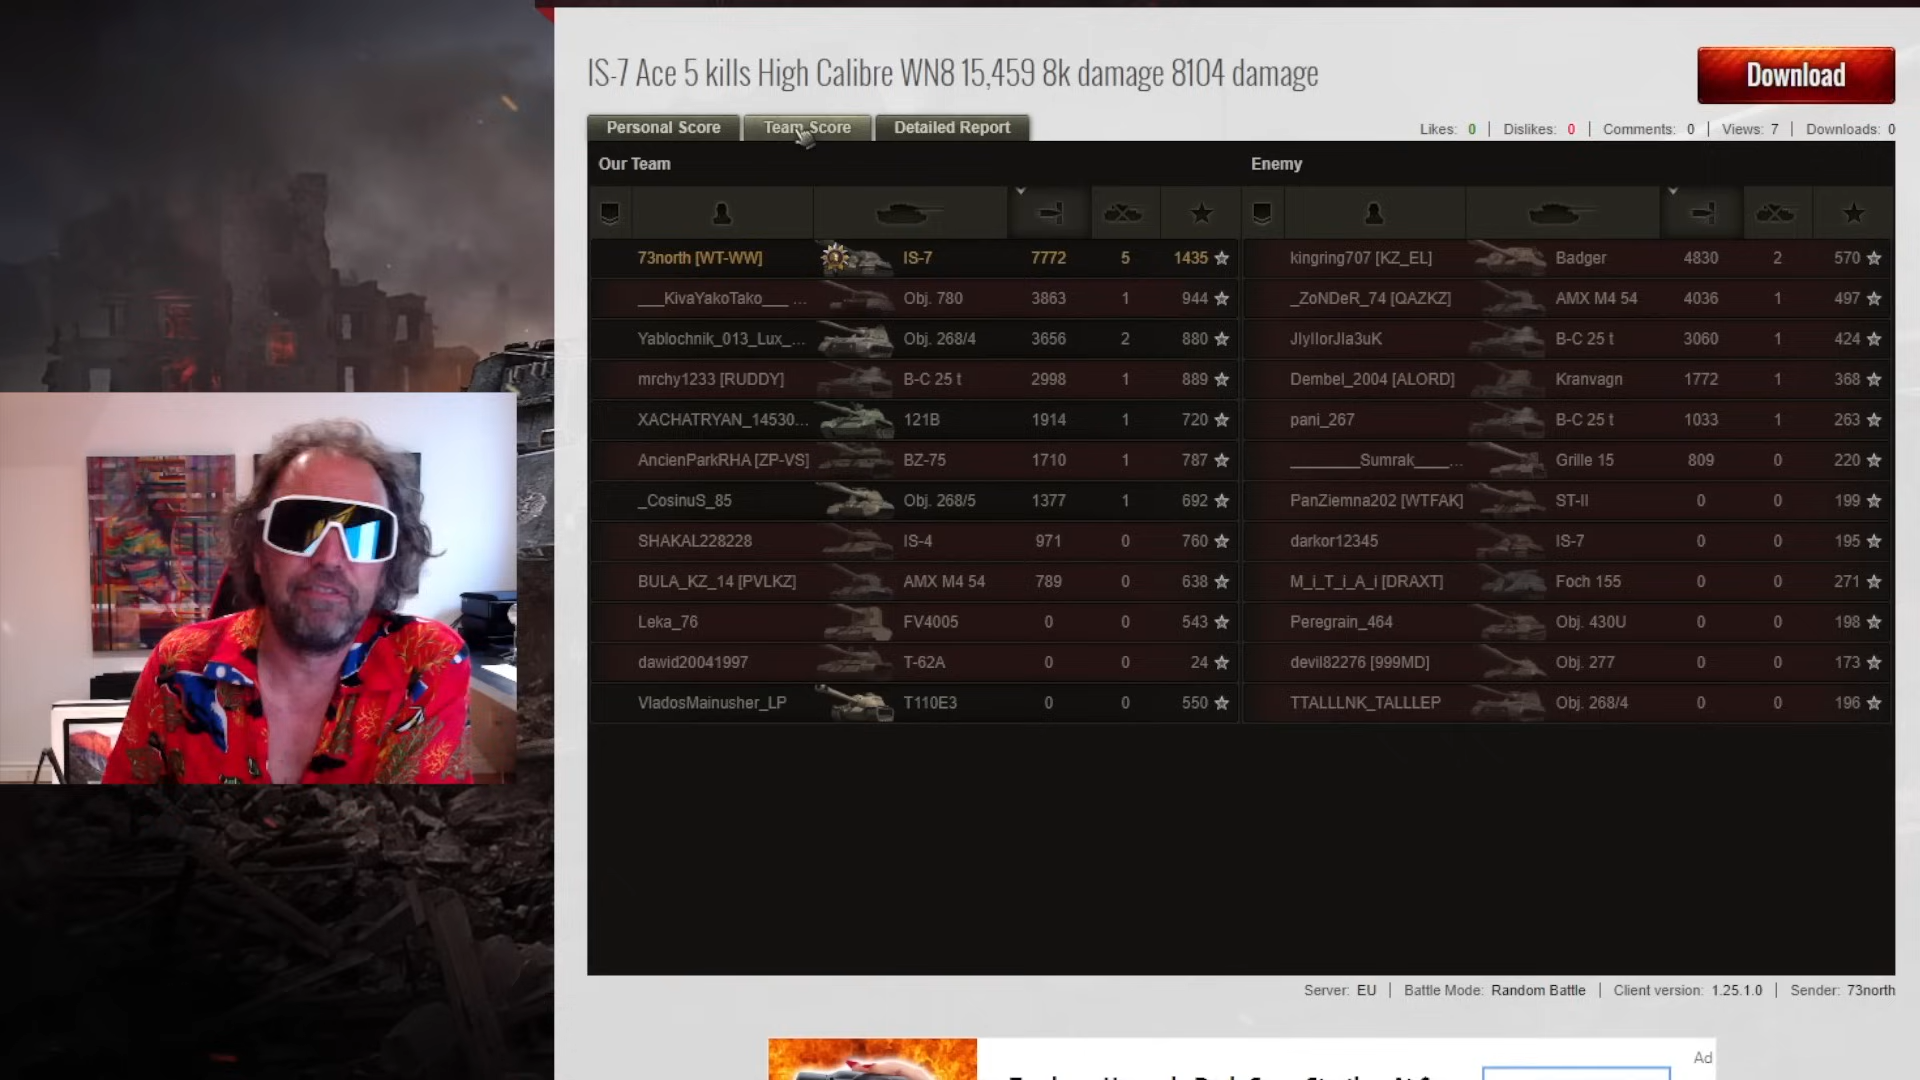 IS-7 Ace 5 kills High Calibre WN8 15,459 8k damage 8104 damage
Download
Personal Score
Team Score
Detailed Report
Likes: 0 | Dislikes: 0 | Comments: 0 | Views: 7 | Downloads: 0
Our Team
Enemy
73north [WT-WW] IS-7 7772 5 1435
kingring707 [KZ_EL] Badger 4830 2 570
___KivaYakoTako___ ... Obj. 780 3863 1 944
_ZoNDeR_74 [QAZKZ] AMX M4 54 4036 1 497
Yablochnik_013_Lux_... Obj. 268/4 3656 2 880
JlyllorJla3uK B-C 25 t 3060 1 424
mrchy1233 [RUDDY] B-C 25 t 2998 1 889
Dembel_2004 [ALORD] Kranvagn 1772 1 368
XACHATRYAN_14530... 121B 1914 1 720
pani_267 B-C 25 t 1033 1 263
AncienParkRHA [ZP-VS] BZ-75 1710 1 787
________Sumrak____... Grille 15 809 0 220
_CosinuS_85 Obj. 268/5 1377 1 692
PanZiemna202 [WTFAK] ST-II 0 0 199
SHAKAL228228 IS-4 971 0 760
darkor12345 IS-7 0 0 195
BULA_KZ_14 [PVLKZ] AMX M4 54 789 0 638
M_i_T_i_A_i [DRAXT] Foch 155 0 0 271
Leka_76 FV4005 0 0 543
Peregrain_464 Obj. 430U 0 0 198
dawid20041997 T-62A 0 0 24
devil82276 [999MD] Obj. 277 0 0 173
VladosMainusher_LP T110E3 0 0 550
TTALLLNK_TALLLEP Obj. 268/4 0 0 196
Server: EU | Battle Mode: Random Battle | Client version: 1.25.1.0 | Sender: 73north
Ad